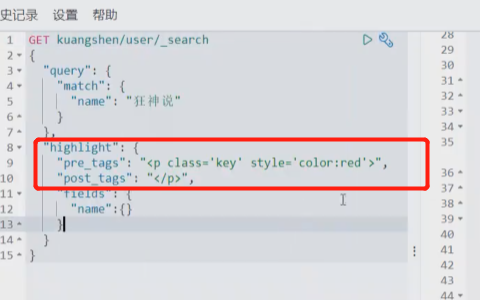 史记录 设置 帮助
1 GET kuangshen/user/_search
2 {
3 "query": {
4 "match": {
5 "name": "狂神说"
6 }
7 },
8 "highlight": {
9 "pre_tags": "<p class='key' style='color:red'>",
10 "post_tags": "</p>",
11 "fields": {
12 "name":{}
13 }
14 }
15 }
28
29
30
31
32
33
34
35
36
37
38
39
40
41
42
43
44